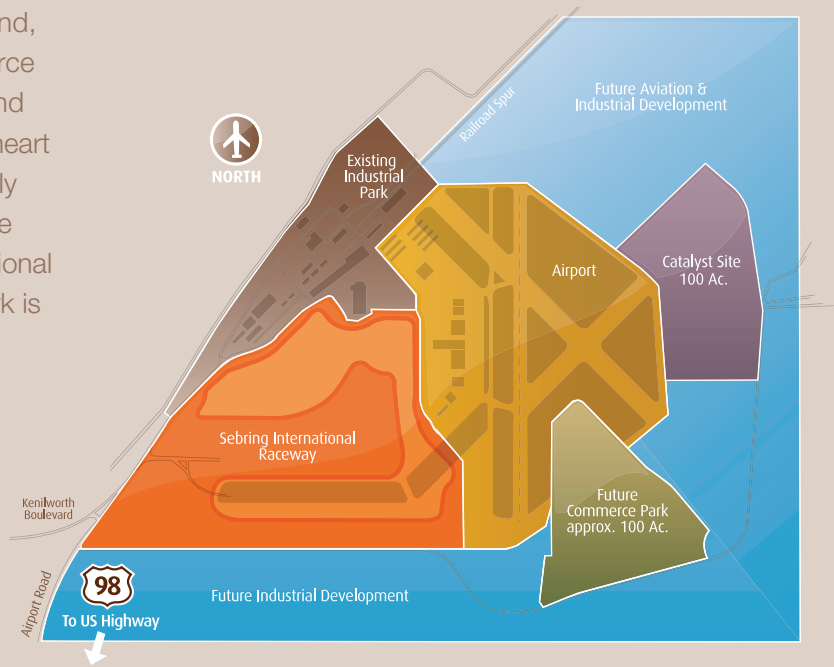 nd,
rce
nd
heart
ly
e
ional
k is
NORTH
Railroad Spur
Future Aviation &
Industrial Development
Existing
Industrial
Park
Airport
Catalyst Site
100 Ac.
Sebring International
Raceway
Future
Commerce Park
approx. 100 Ac.
Kenilworth
Boulevard
Airport Road
98
To US Highway
Future Industrial Development